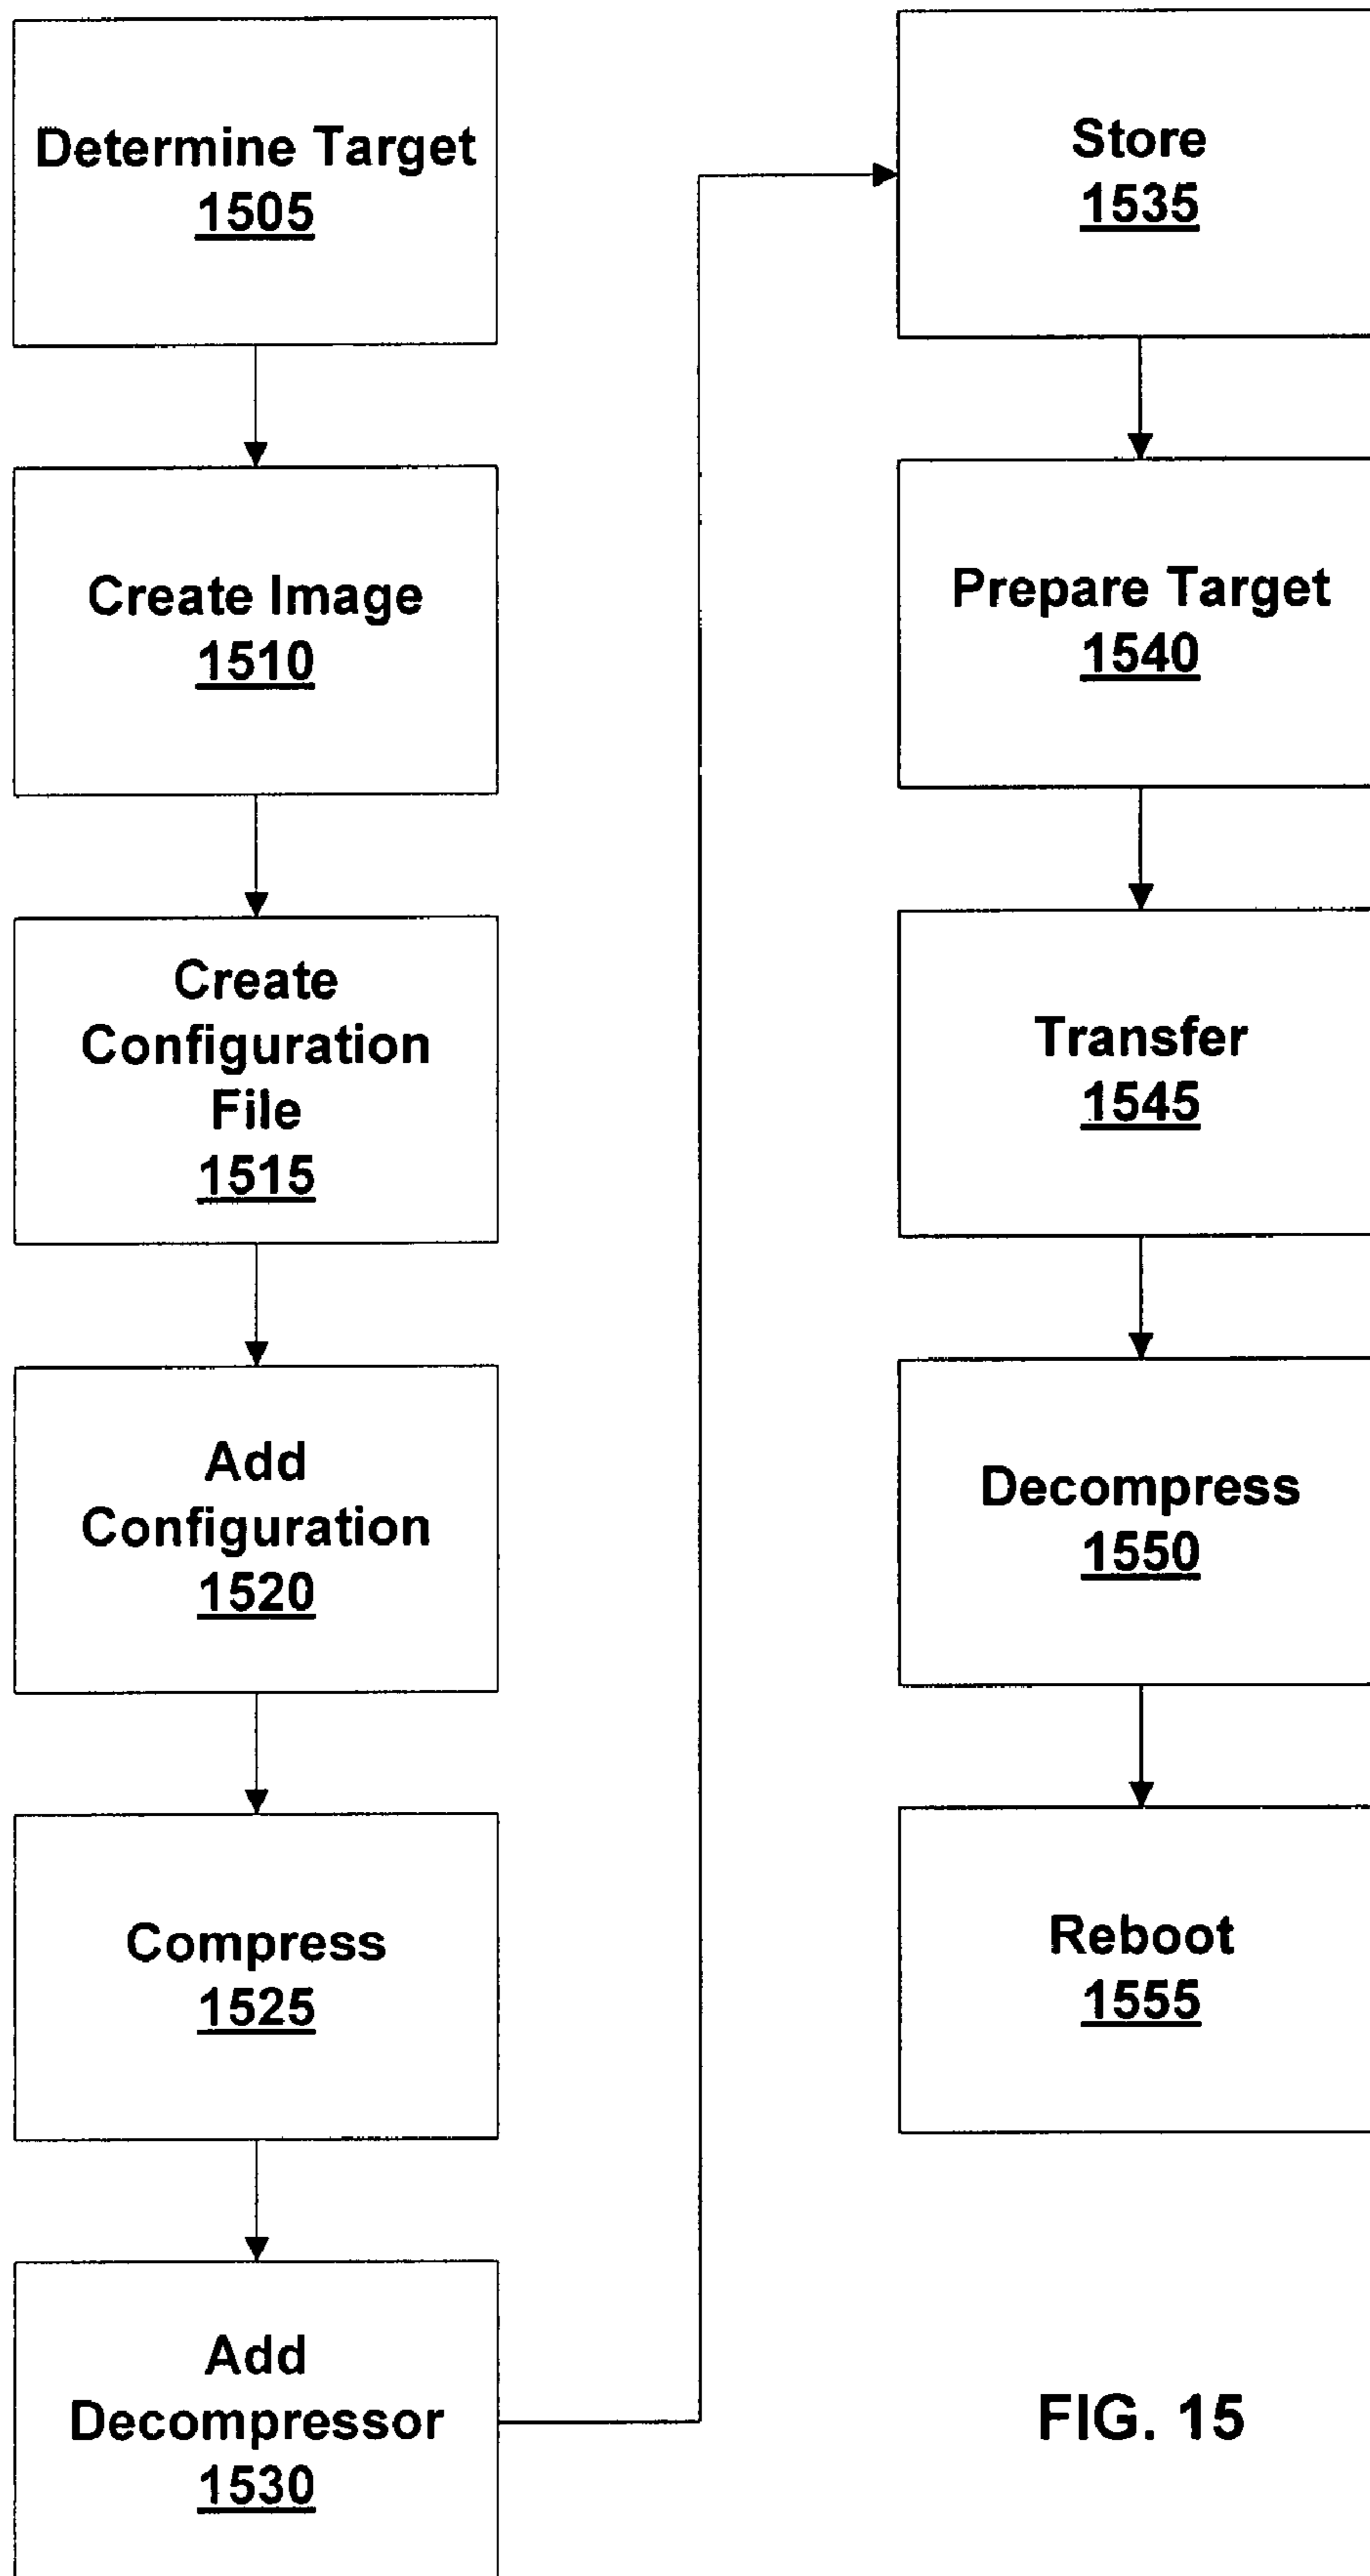 Determine Target
1505
Create Image
1510
Create
Configuration
File
1515
Add
Configuration
1520
Compress
1525
Add
Decompressor
1530
Store
1535
Prepare Target
1540
Transfer
1545
Decompress
1550
Reboot
1555
FIG. 15